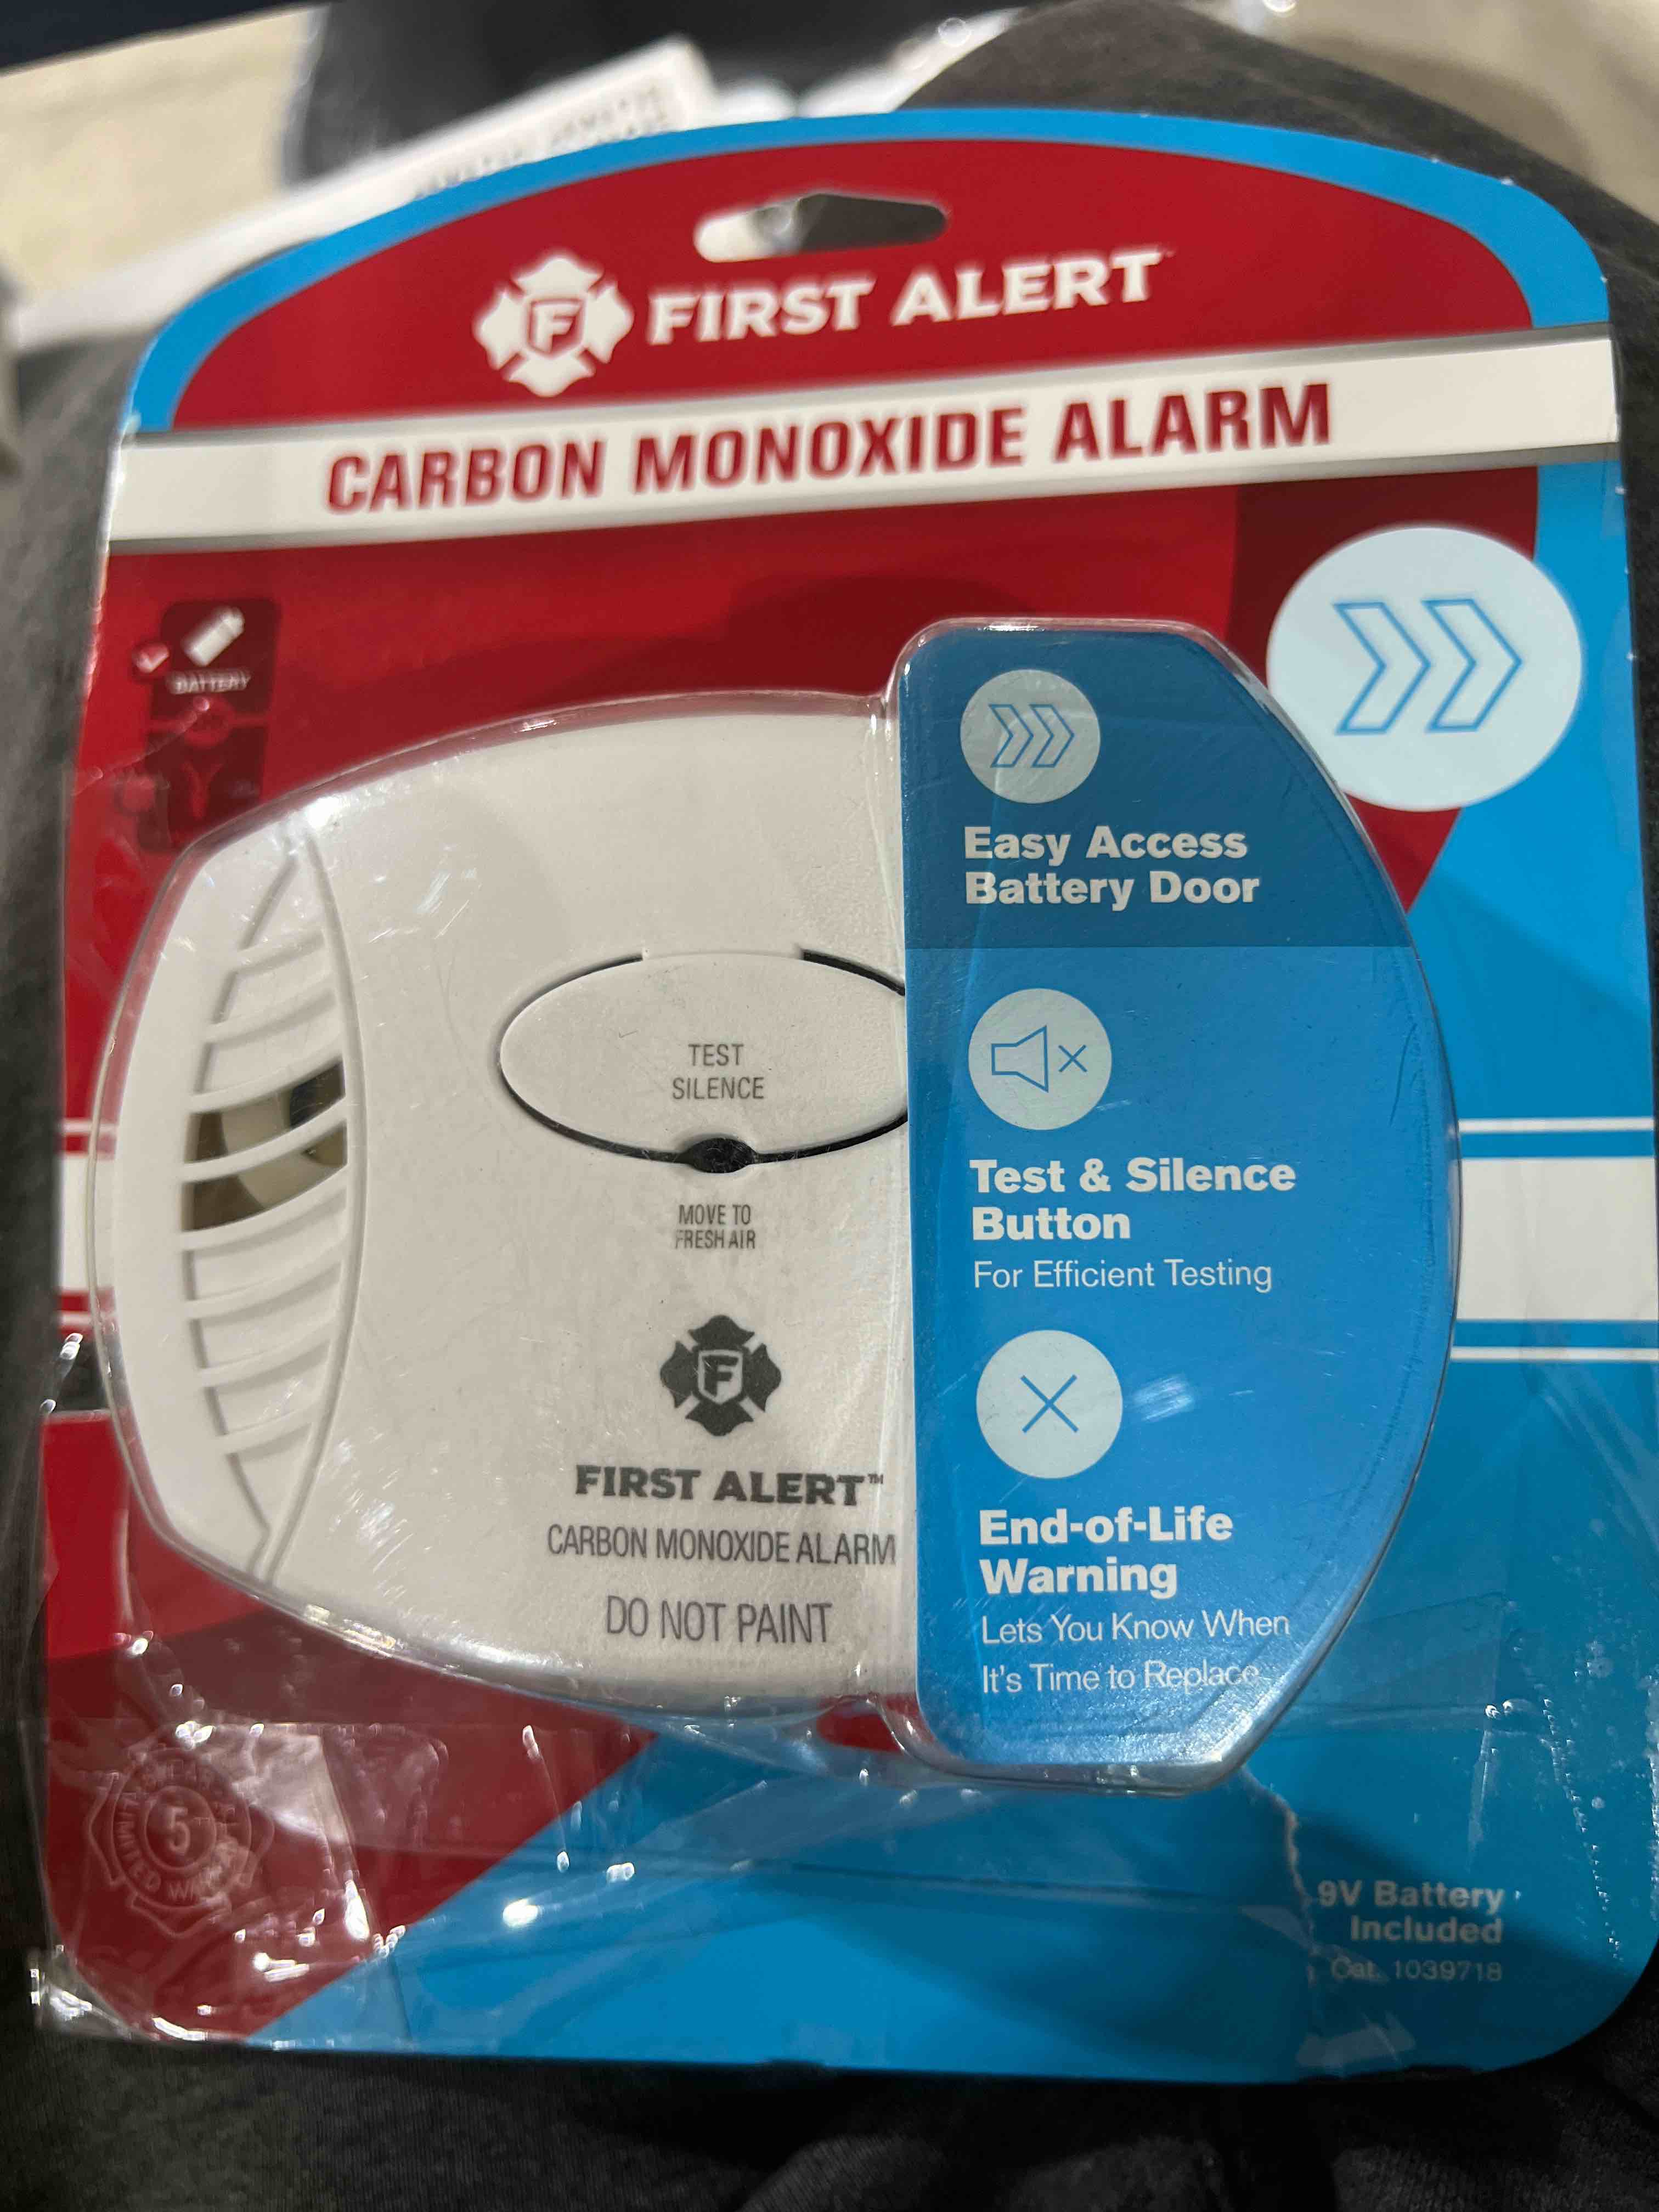 FIRST ALERT
CARBON MONOXIDE ALARM
BATTERY
Easy Access
Battery Door
TEST
SILENCE
MOVE TO
FRESH AIR
Test & Silence
Button
For Efficient Testing
F
FIRST ALERT™
CARBON MONOXIDE ALARM
DO NOT PAINT
End-of-Life
Warning
Lets You Know When
It's Time to Replace
5
LIMITED
9V Battery
Included
Cat. 1039718